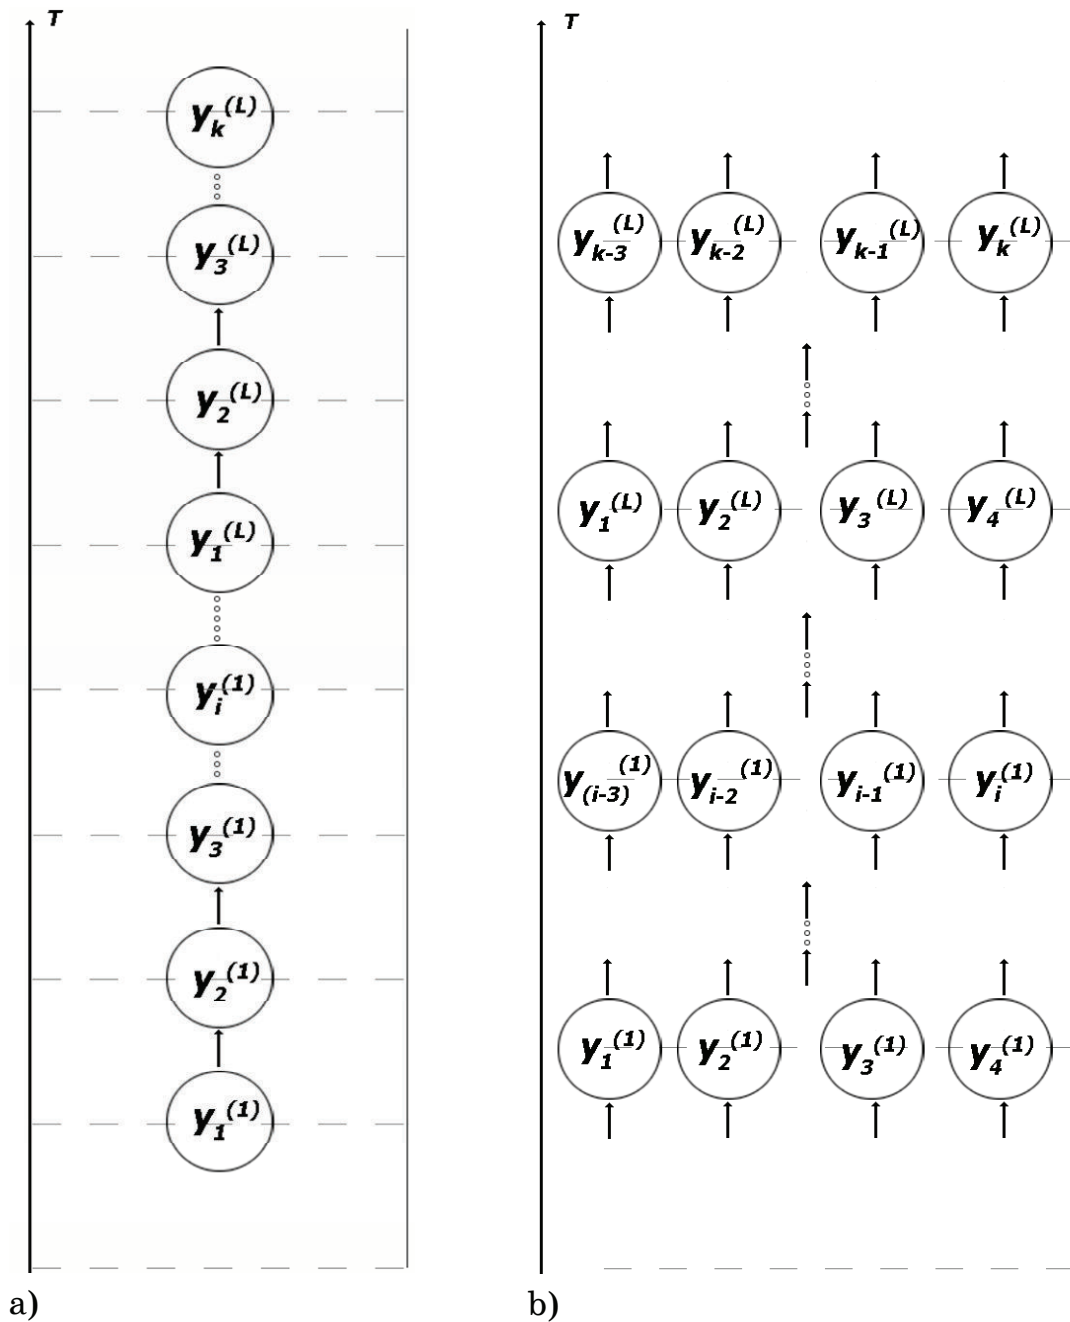 T
y_k^(L)
y_3^(L)
y_2^(L)
y_1^(L)
y_i^(1)
y_3^(1)
y_2^(1)
y_1^(1)
a)
T
y_k-3^(L) y_k-2^(L) y_k-1^(L) y_k^(L)
y_1^(L) y_2^(L) y_3^(L) y_4^(L)
y_(i-3)^(1) y_i-2^(1) y_i-1^(1) y_i^(1)
y_1^(1) y_2^(1) y_3^(1) y_4^(1)
b)